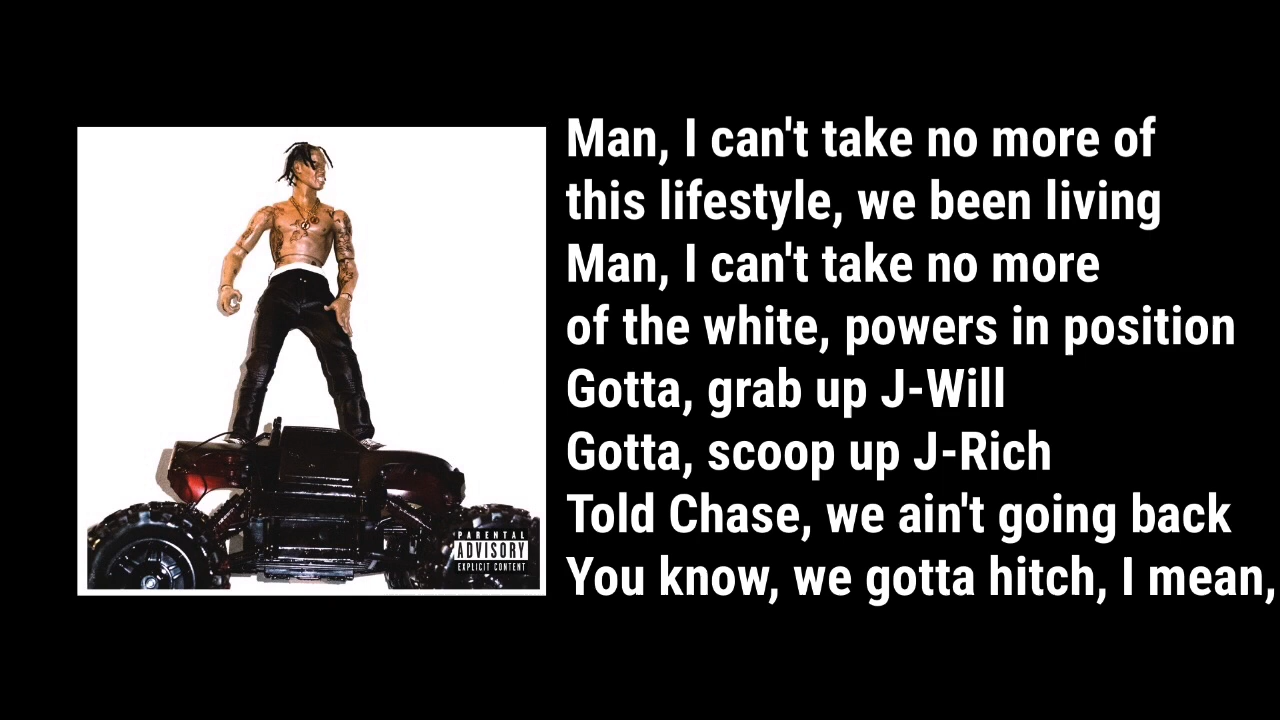 Man, I can't take no more of
this lifestyle, we been living
Man, I can't take no more
of the white, powers in position
Gotta, grab up J-Will
Gotta, scoop up J-Rich
Told Chase, we ain't going back
You know, we gotta hitch, I mean,
PARENTAL
ADVISORY
EXPLICIT CONTENT